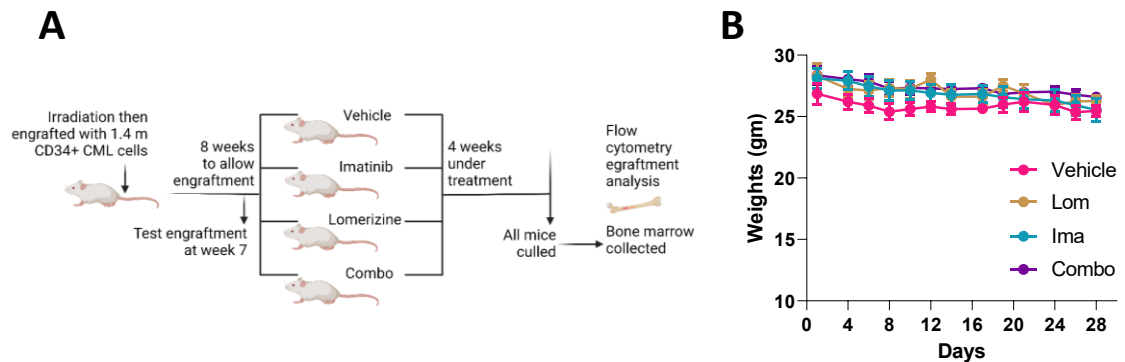 A
Irradiation then
engrafted with 1.4 m
CD34+ CML cells
8 weeks
to allow
engraftment
Test engraftment
at week 7
Vehicle
Imatinib
Lomerizine
Combo
4 weeks
under
treatment
All mice
culled
Flow
cytometry
egraftment
analysis
Bone marrow
collected
B
Weights (gm)
30
25
20
15
10
0 4 8 12 16 20 24 28
Days
Vehicle
Lom
Ima
Combo